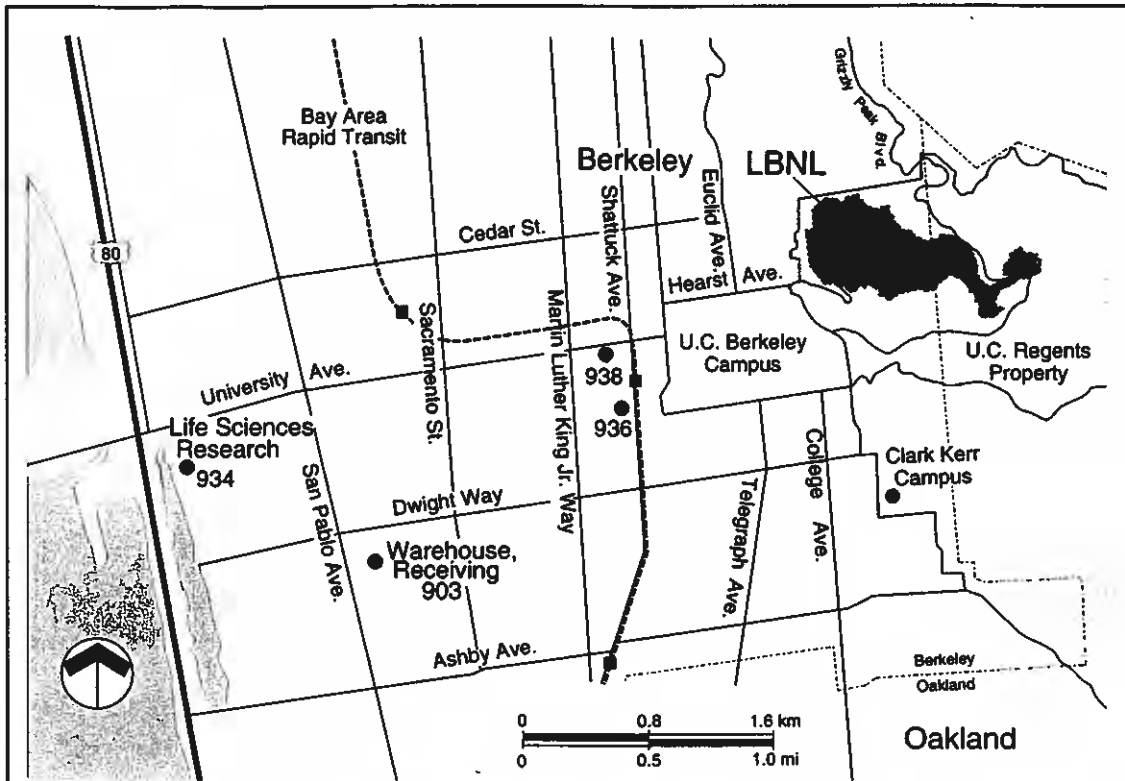 Grizzly Peak Blvd.
Bay Area
Rapid Transit
Berkeley
LBNL
Shattuck Ave.
Euclid Ave.
Cedar St.
80
Hearst Ave.
Sacramento St.
Martin Luther King Jr. Way
U.C. Berkeley
Campus
U.C. Regents
Property
University Ave.
938
936
Life Sciences
Research
934
San Pablo Ave.
Dwight Way
Telegraph Ave.
College Ave.
Clark Kerr
Campus
Warehouse,
Receiving
903
Ashby Ave.
Berkeley
Oakland
0 0.8 1.6 km
0 0.5 1.0 mi
Oakland